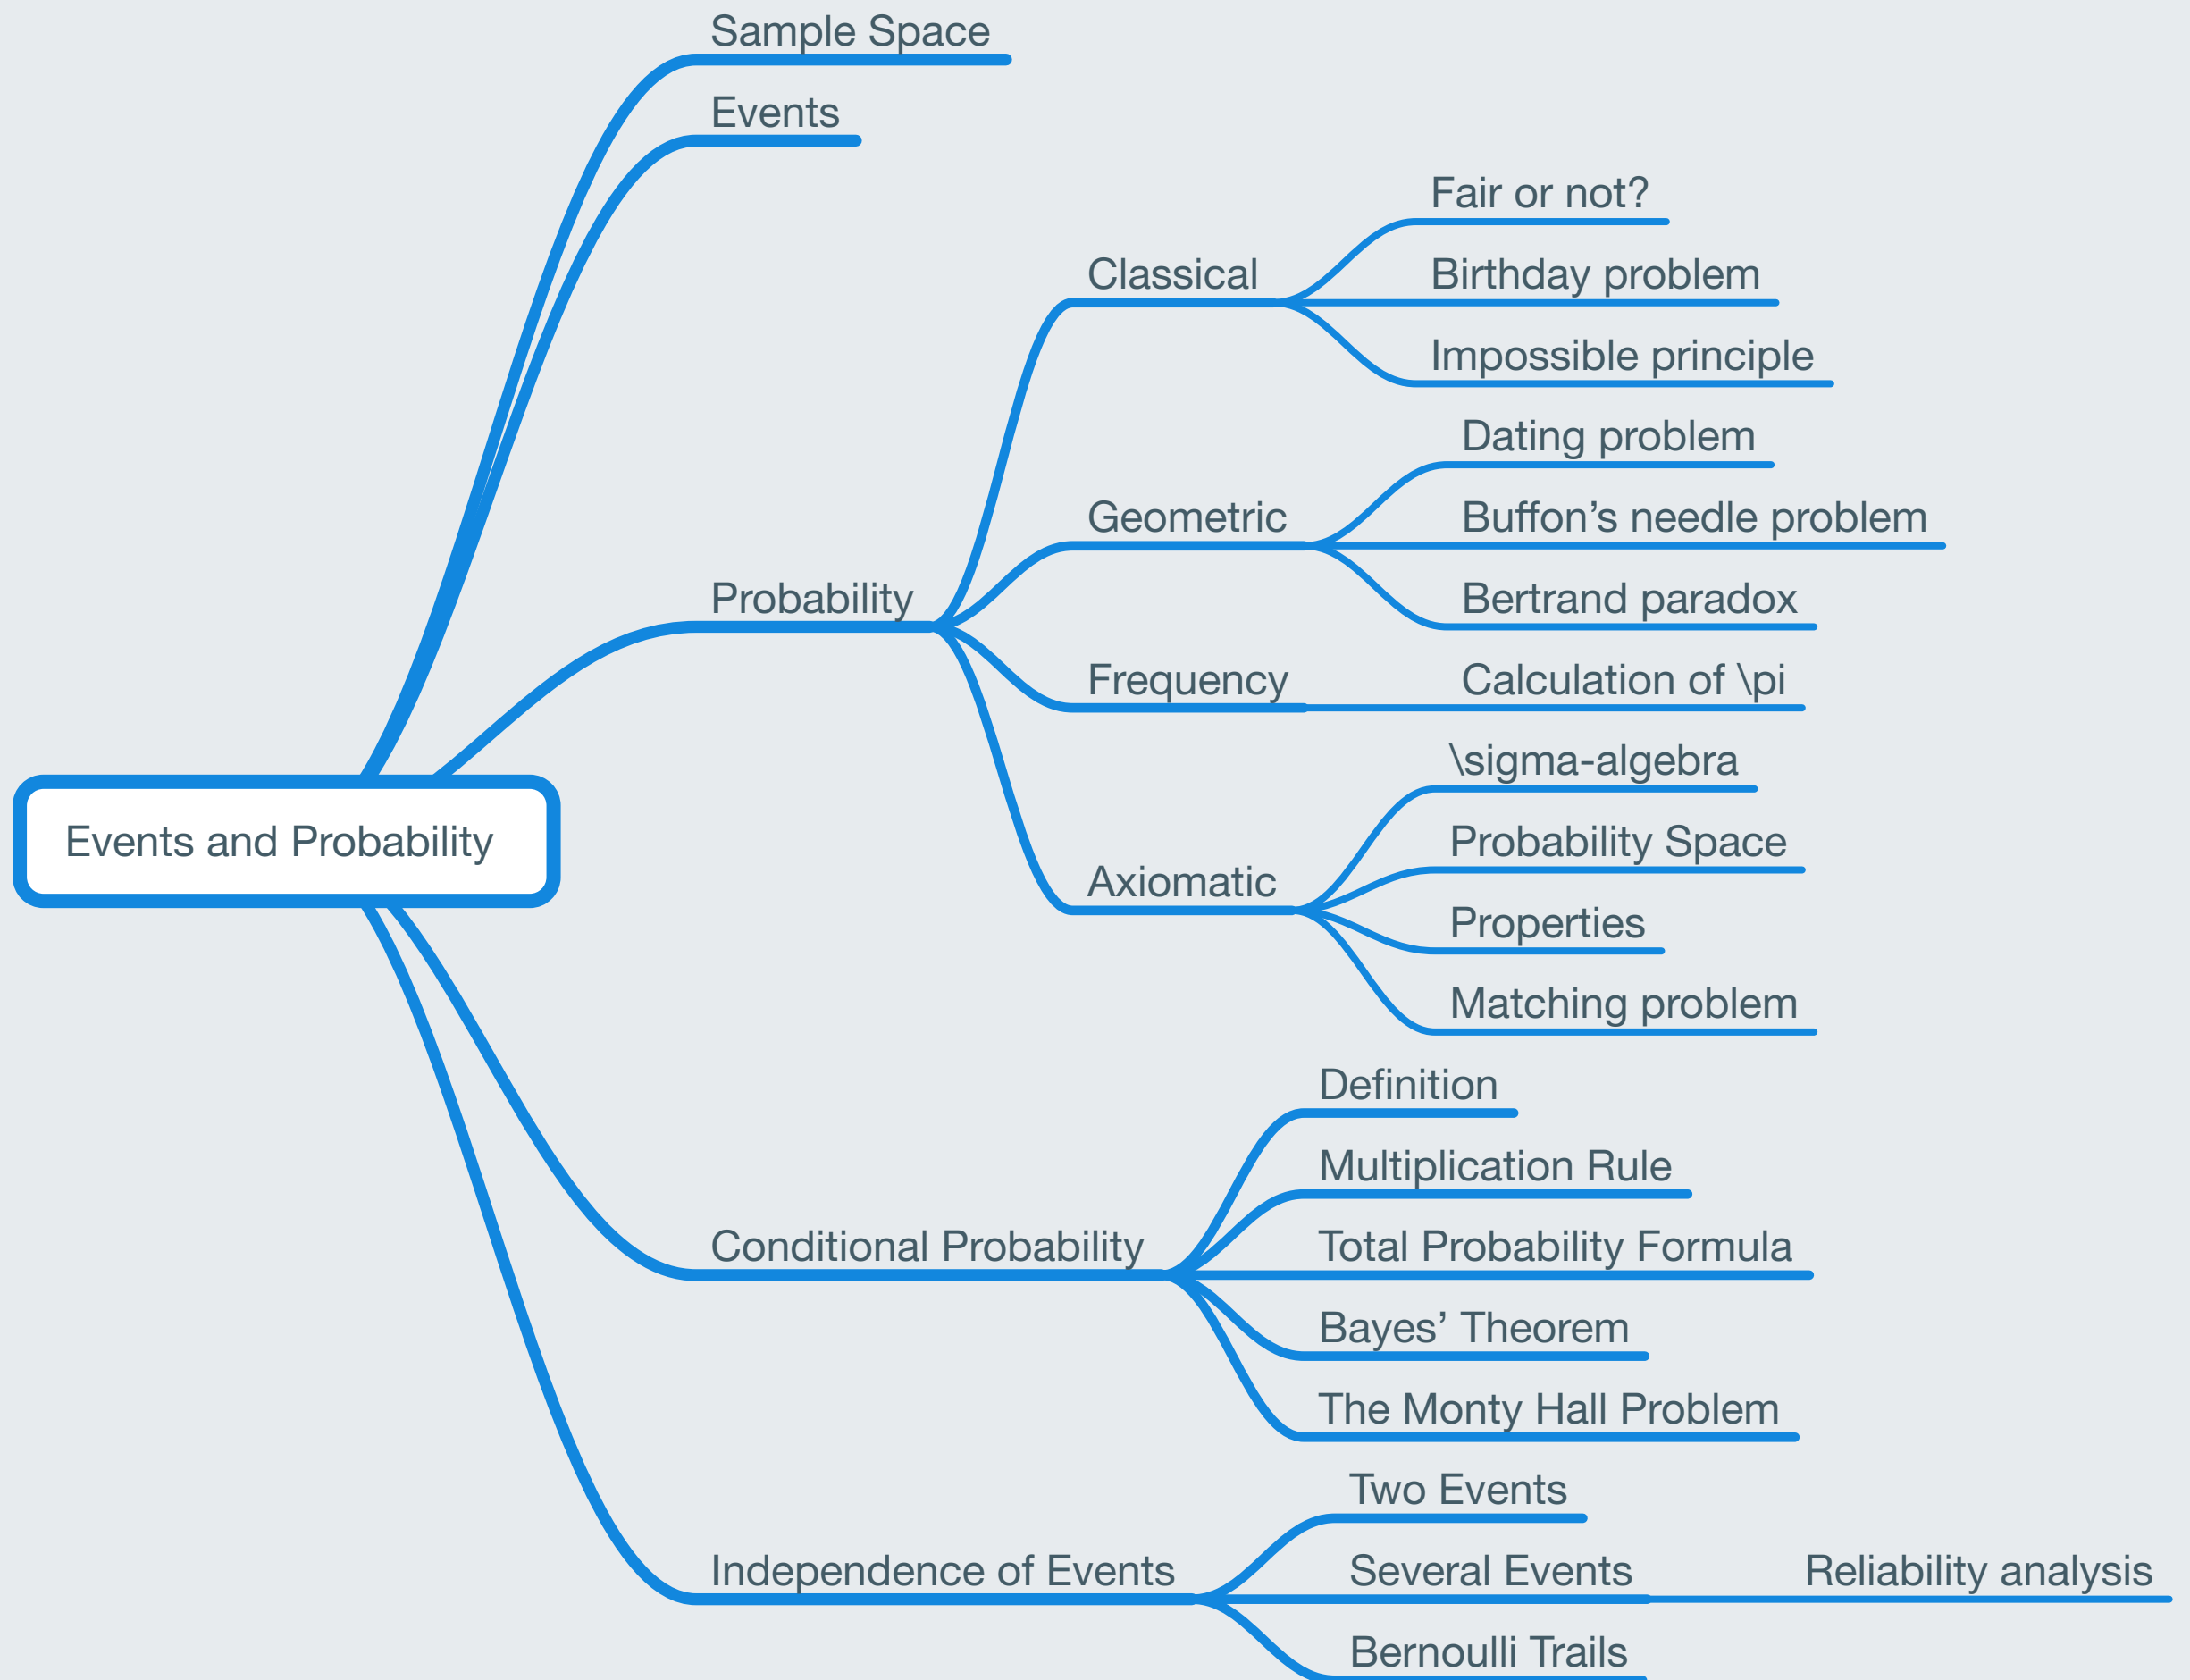 Sample Space
Events
Fair or not?
Classical
Birthday problem
Impossible principle
Dating problem
Geometric
Buffon’s needle problem
Probability
Bertrand paradox
Frequency
Calculation of \pi
\sigma-algebra
Events and Probability
Probability Space
Axiomatic
Properties
Matching problem
Definition
Multiplication Rule
Conditional Probability
Total Probability Formula
Bayes’ Theorem
The Monty Hall Problem
Two Events
Independence of Events
Several Events
Reliability analysis
Bernoulli Trails